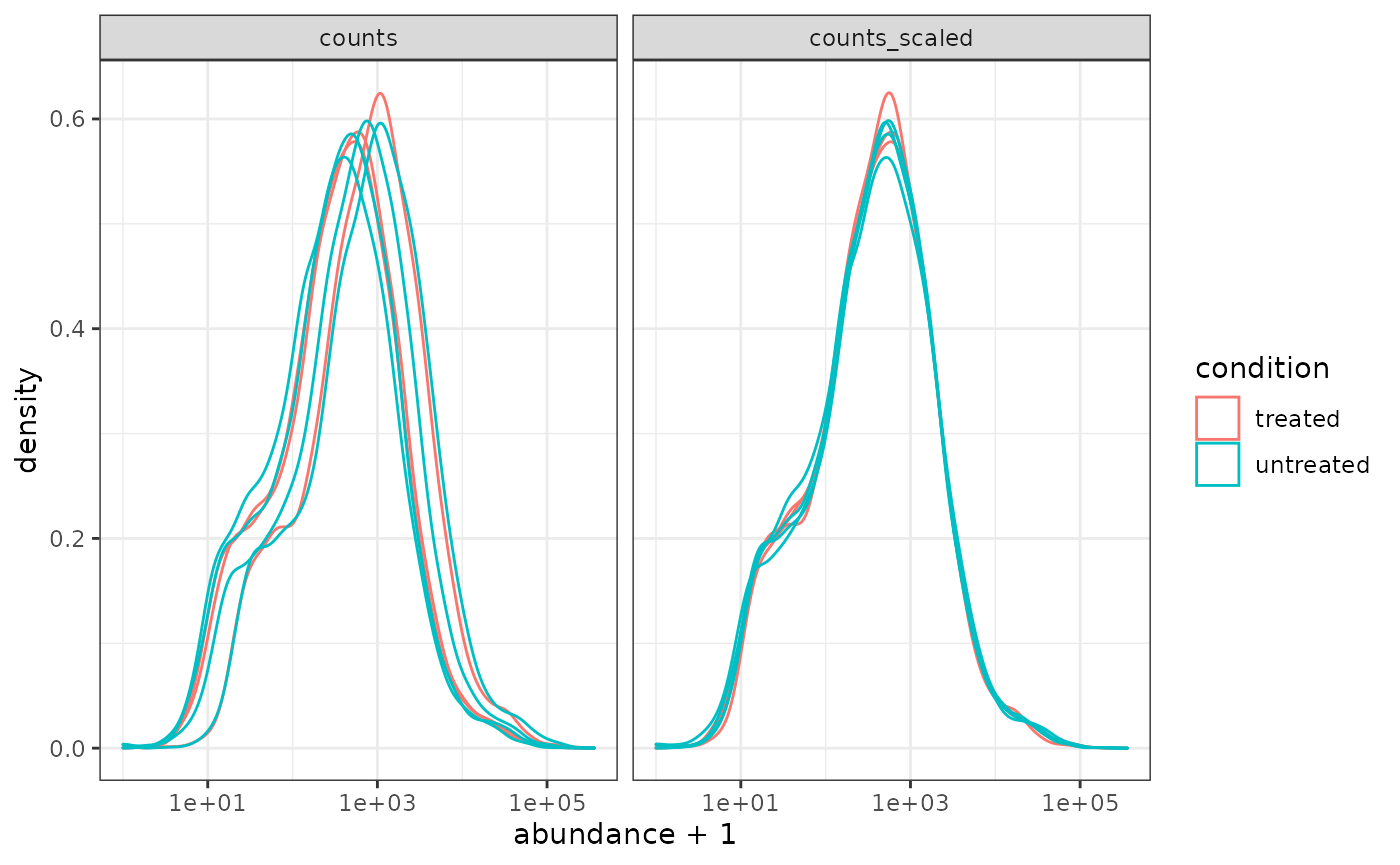 counts counts_scaled
0.6
0.4
0.2
0.0
density
1e+01 1e+03 1e+05 1e+01 1e+03 1e+05
abundance + 1
condition
treated
untreated